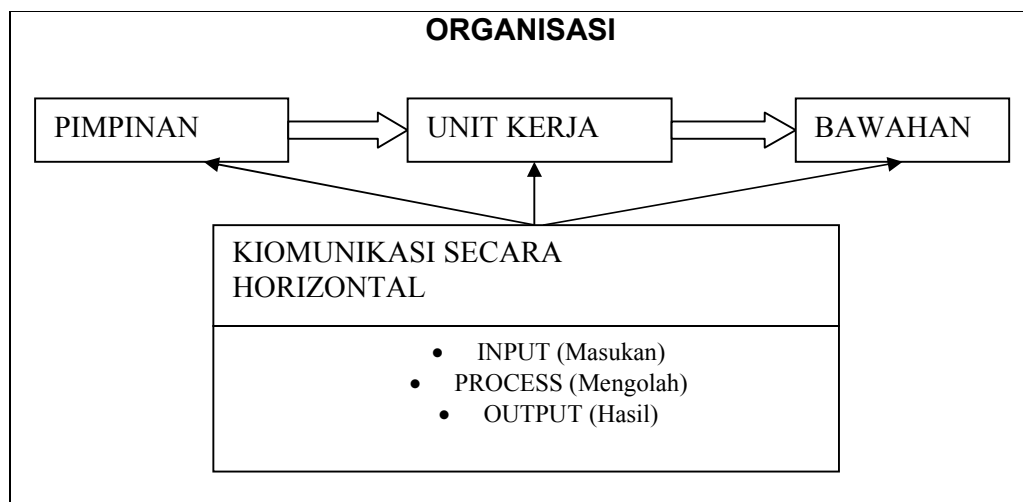 ORGANISASI
PIMPINAN
UNIT KERJA
BAWAHAN
KIOMUNIKASI SECARA
HORIZONTAL
• INPUT (Masukan)
• PROCESS (Mengolah)
• OUTPUT (Hasil)